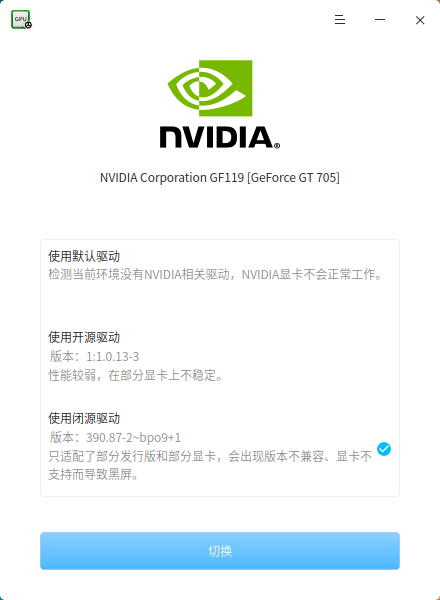 GPU
NVIDIA®
NVIDIA Corporation GF119 [GeForce GT 705]
使用默认驱动
检测当前环境没有NVIDIA相关驱动，NVIDIA显卡不会正常工作。
使用开源驱动
版本：1:1.0.13-3
性能较弱，在部分显卡上不稳定。
使用闭源驱动
版本：390.87-2~bpo9+1
只适配了部分发行版和部分显卡，会出现版本不兼容、显卡不
支持而导致黑屏。
切换